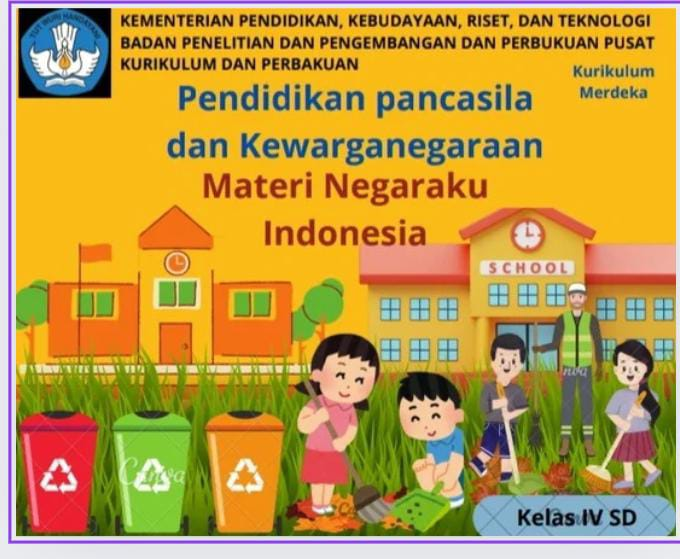 TUT WURI HANDAYANI
KEMENTERIAN PENDIDIKAN, KEBUDAYAAN, RISET, DAN TEKNOLOGI
BADAN PENELITIAN DAN PENGEMBANGAN DAN PERBUKUAN PUSAT
KURIKULUM DAN PERBAKUAN
Kurikulum
Merdeka
Pendidikan pancasila
dan Kewarganegaraan
Materi Negaraku
Indonesia
SCHOOL
Canva
Kelas IV SD